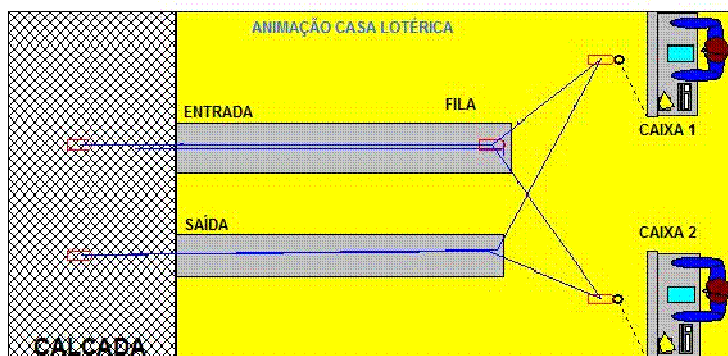 ANIMAÇÃO CASA LOTÉRICA
ENTRADA
FILA
CAIXA 1
SAÍDA
CAIXA 2
CALÇADA